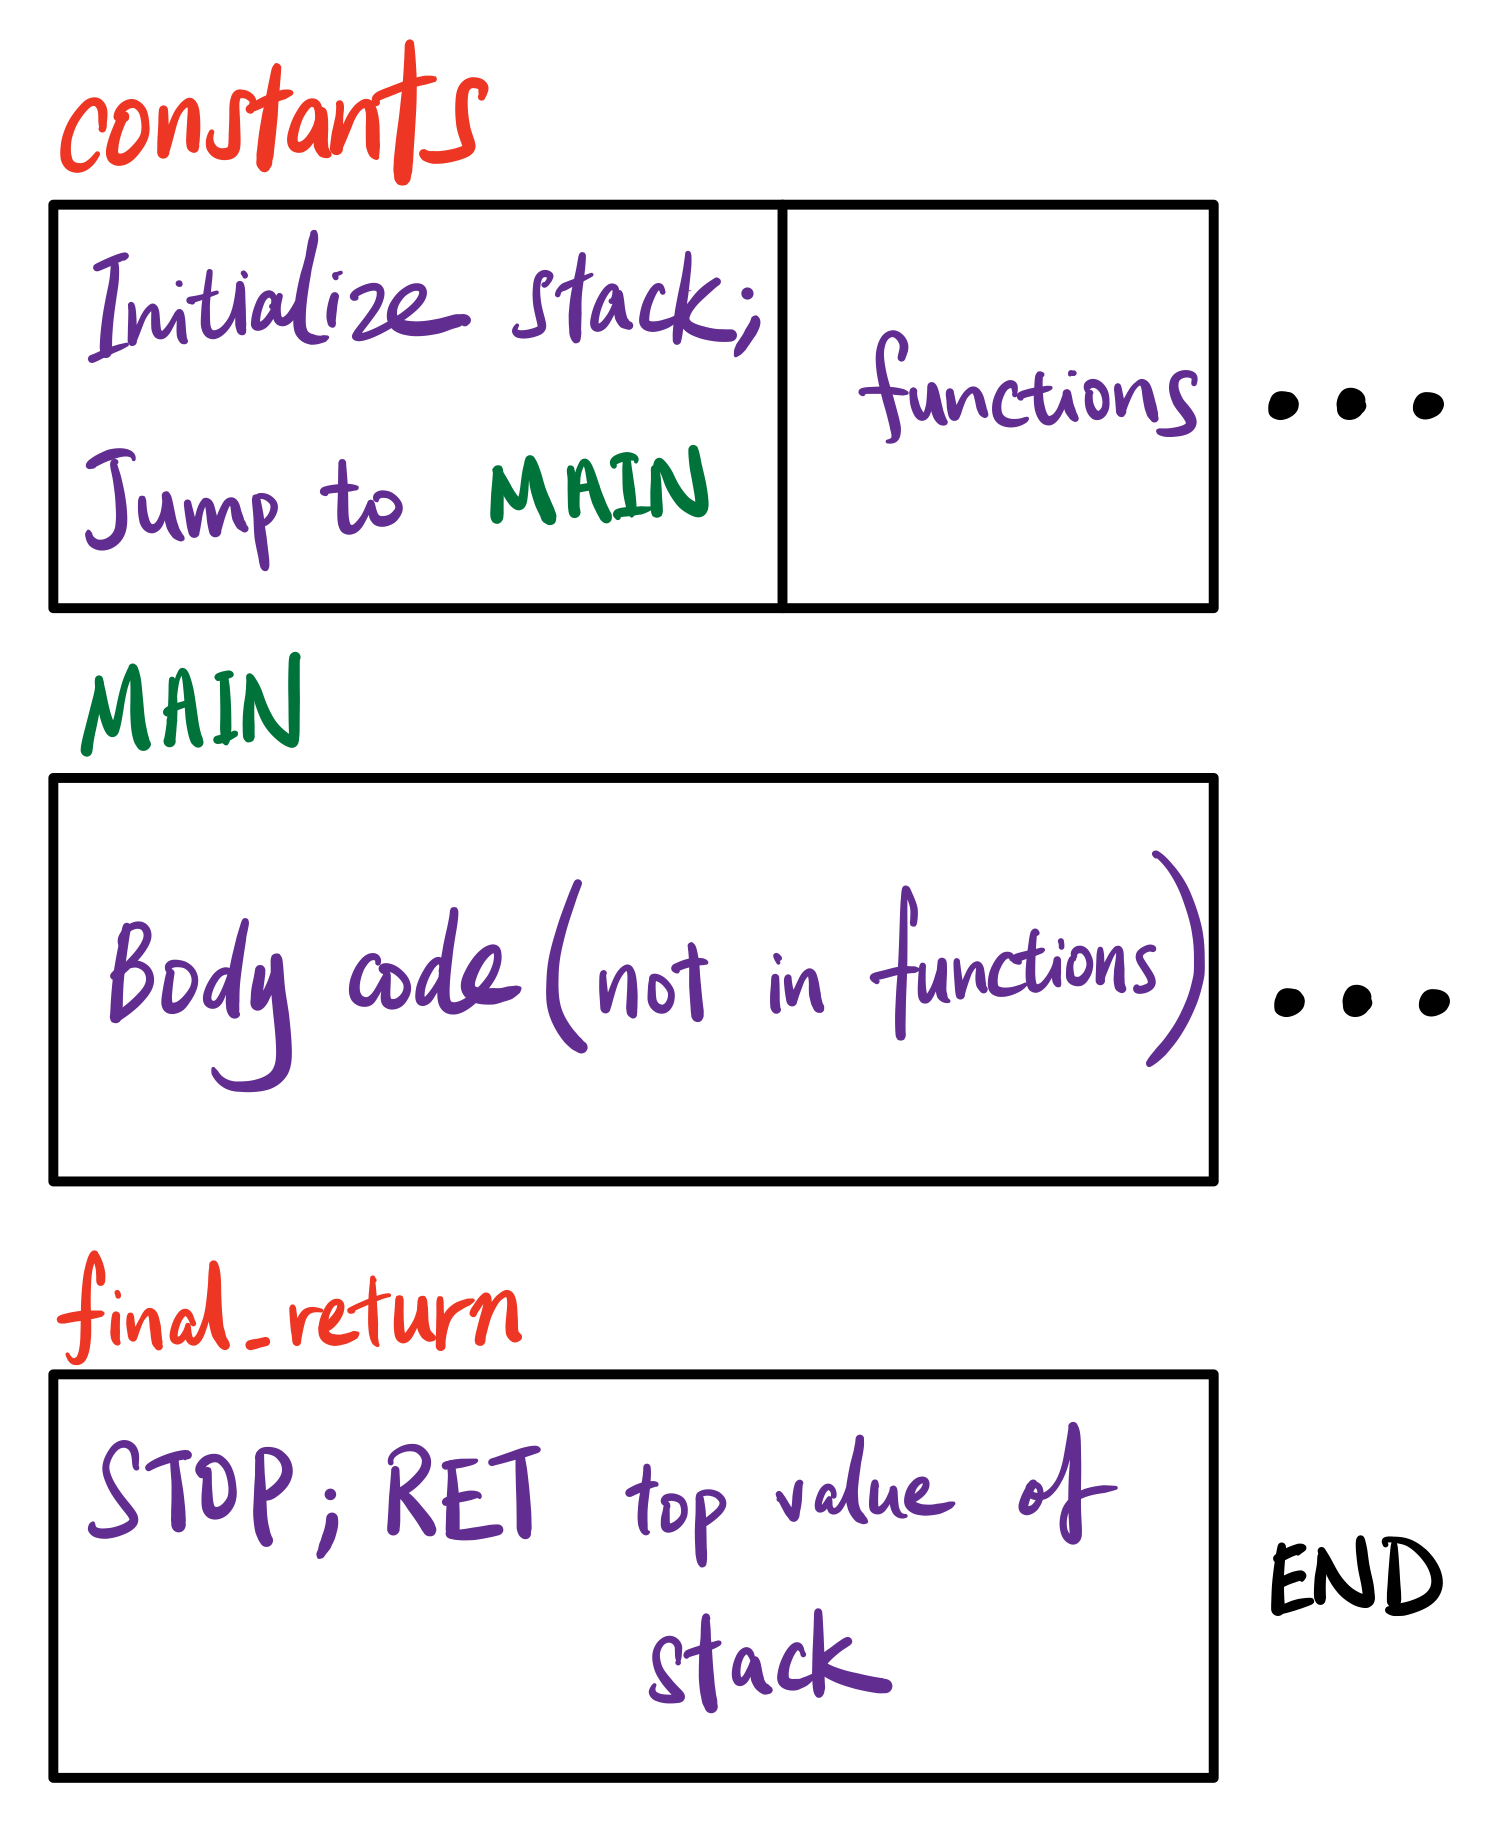 constants
Initialize stack;
Jump to MAIN
functions
...
MAIN
Body code (not in functions)
...
final_return
STOP; RET top value of
stack
END